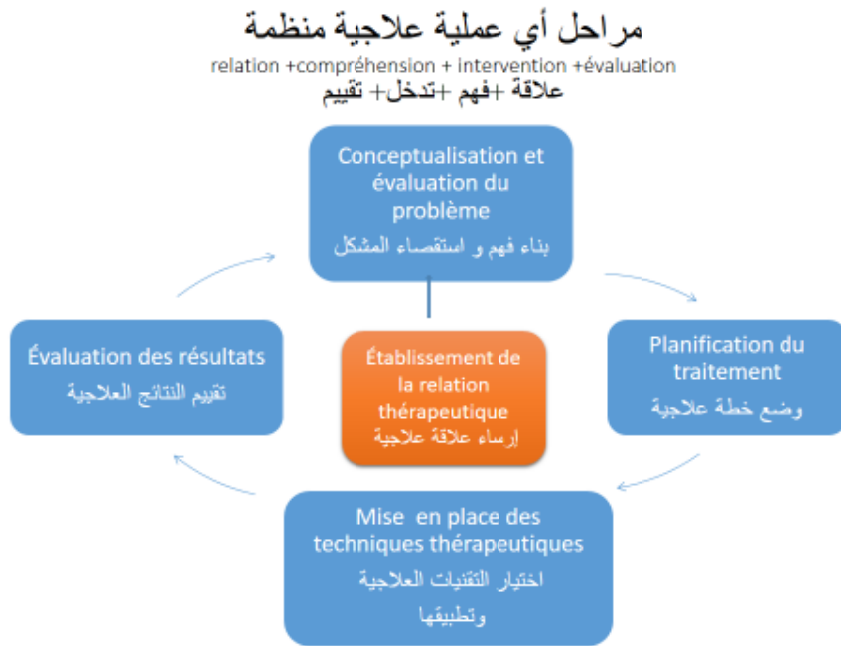 مراحل أي عملية علاجية منظمة
relation +compréhension + intervention +évaluation
علاقة +فهم +تدخل+ تقييم
Conceptualisation et
évaluation du
problème
بناء فهم و استقصاء المشكل
Planification du
traitement
وضع خطة علاجية
Établissement de
la relation
thérapeutique
إرساء علاقة علاجية
Évaluation des résultats
تقييم النتائج العلاجية
Mise en place des
techniques thérapeutiques
اختيار التقنيات العلاجية
وتطبيقها